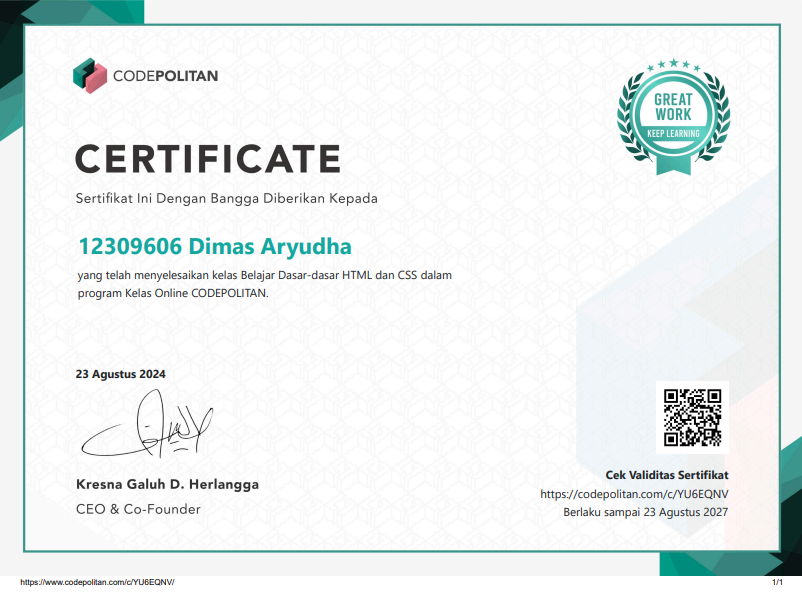 CODEPOLITAN
GREAT
WORK
KEEP LEARNING
CERTIFICATE
Sertifikat Ini Dengan Bangga Diberikan Kepada
12309606 Dimas Aryudha
yang telah menyelesaikan kelas Belajar Dasar-dasar HTML dan CSS dalam
program Kelas Online CODEPOLITAN.
23 Agustus 2024
Kresna Galuh D. Herlangga
CEO & Co-Founder
Cek Validitas Sertifikat
https://codepolitan.com/c/YU6EQNV
Berlaku sampai 23 Agustus 2027
https://www.codepolitan.com/c/YU6EQNV/
1/1